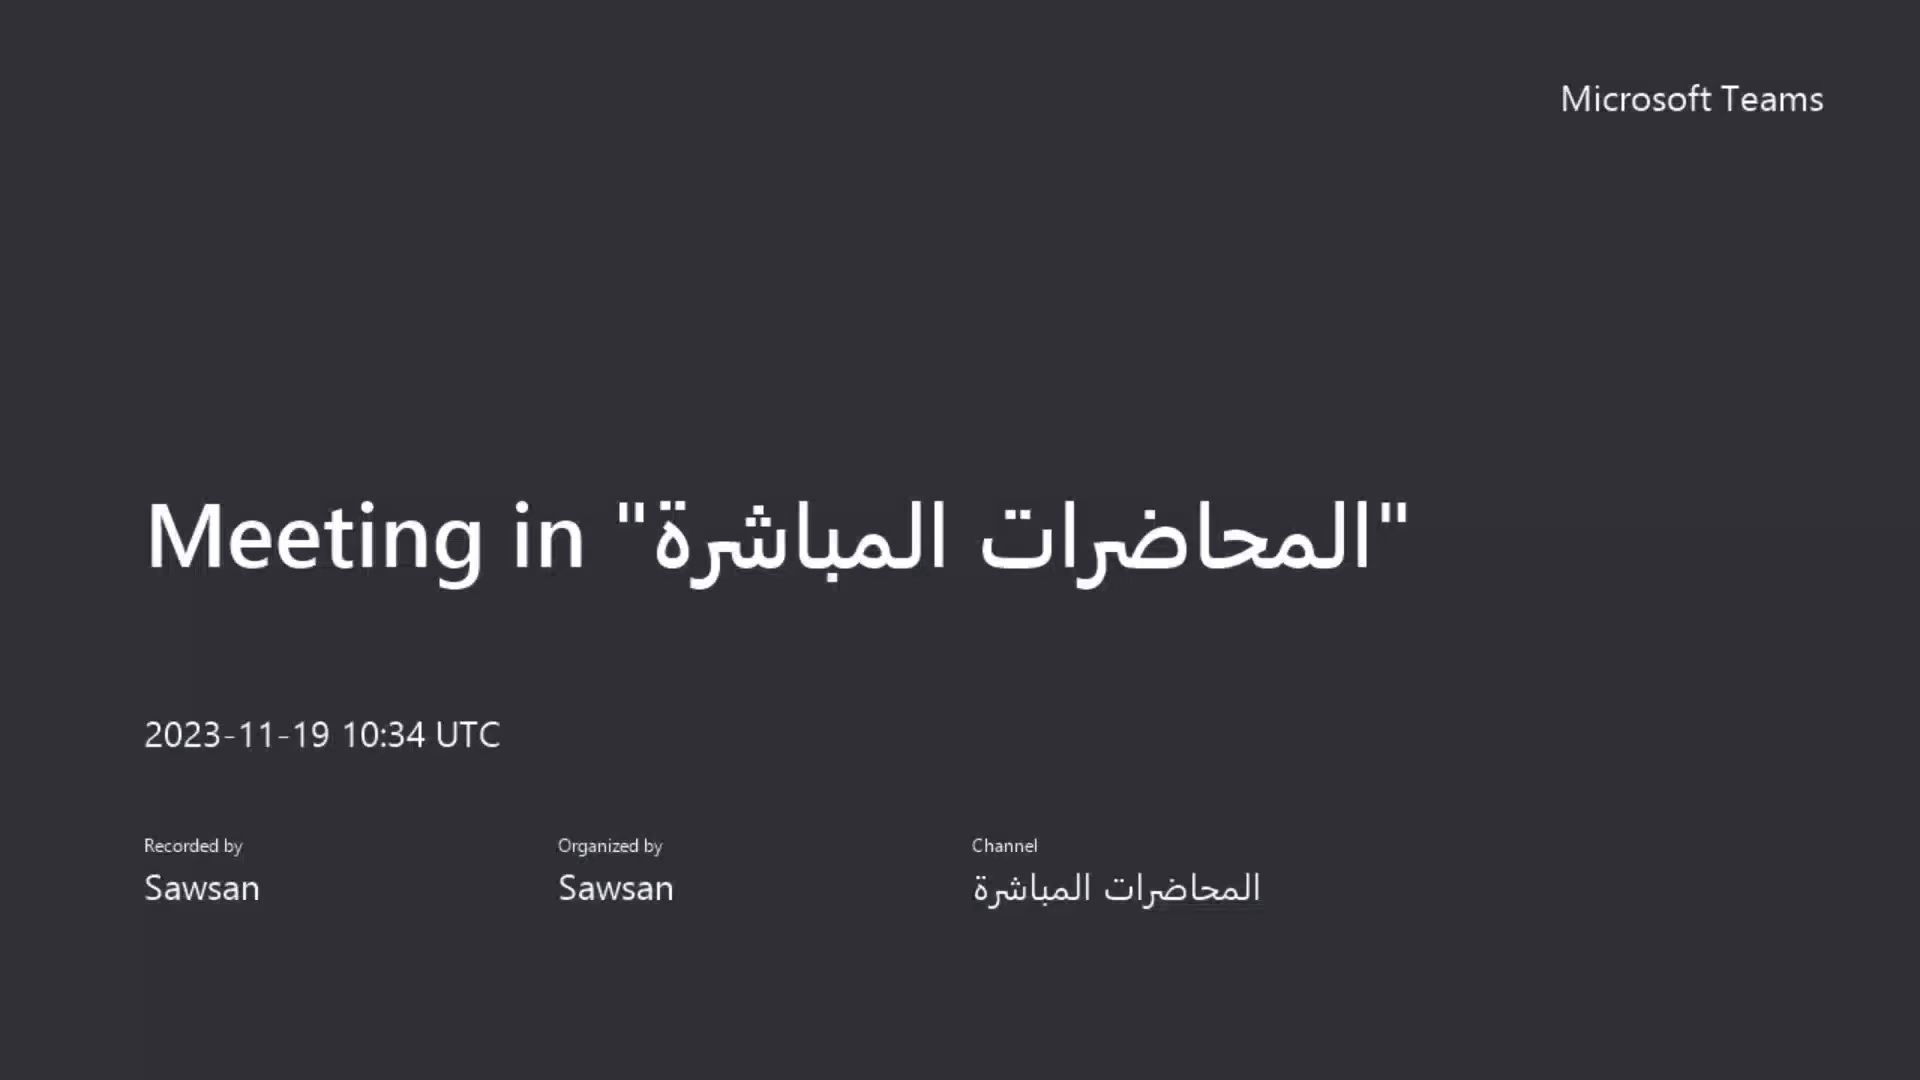 Microsoft Teams
Meeting in "المحاضرات المباشرة"
2023-11-19 10:34 UTC
Recorded by
Sawsan
Organized by
Sawsan
Channel
المحاضرات المباشرة